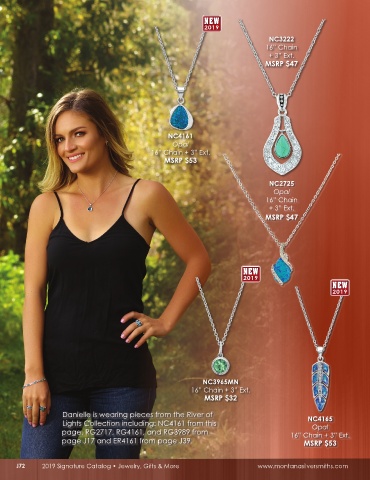 NEW
2019
NC3222
16" Chain
+ 3" Ext.
MSRP $47
NC4161
Opal
16" Chain + 3" Ext.
MSRP $53
NC2725
Opal
16" Chain
+ 3" Ext.
MSRP $47
NEW
2019
NEW
2019
NC3965MN
16" Chain + 3" Ext.
MSRP $32
NC4165
Opal
16" Chain + 3" Ext.
MSRP $53
Danielle is wearing pieces from the River of
Lights Collection including: NC4161 from this
page, RG2717, RG4161, and RG3989 from
page J17 and ER4161 from page J39.
J72 2019 Signature Catalog • Jewelry, Gifts & More www.montanasilversmiths.com